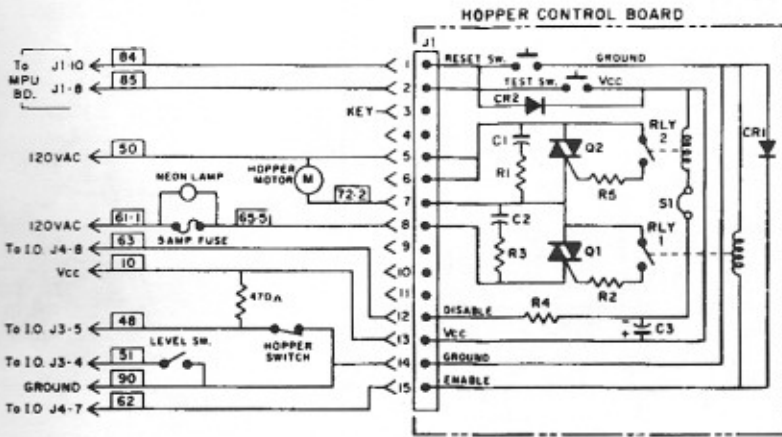 HOPPER CONTROL BOARD
To MPU BD.
J1-10
84
J1-8
85
KEY
120VAC
50
HOPPER MOTOR
M
72-2
NEON LAMP
120VAC
61-1
65-5
5AMP FUSE
To I.O. J4-8
63
Vcc
10
470Ω
To I.O. J3-5
48
HOPPER SWITCH
LEVEL SW.
To I.O. J3-4
51
GROUND
90
To I.O J4-7
62
J1
1
2
3
4
5
6
7
8
9
10
11
12
13
14
15
RESET SW.
GROUND
TEST SW.
Vcc
CR2
C1
R1
Q2
RLY 2
R5
S1
CR1
C2
R3
Q1
RLY 1
R2
DISABLE
R4
C3
- +
Vcc
GROUND
ENABLE